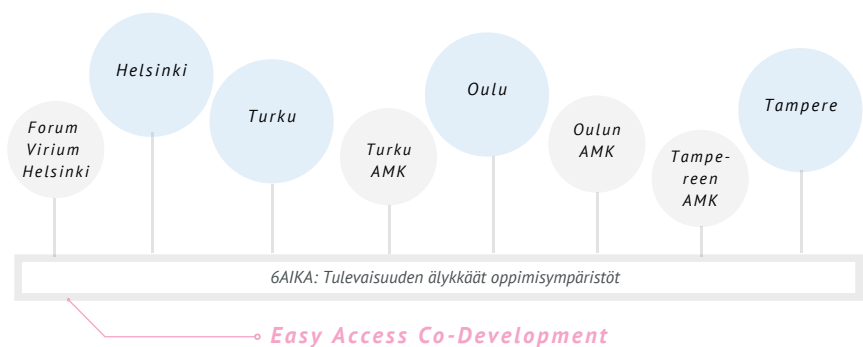 Forum
Virium
Helsinki
Helsinki
Turku
Turku
AMK
Oulu
Oulun
AMK
Tampe-
reen
AMK
Tampere
6AIKA: Tulevaisuuden älykkäät oppimisympäristöt
Easy Access Co-Development